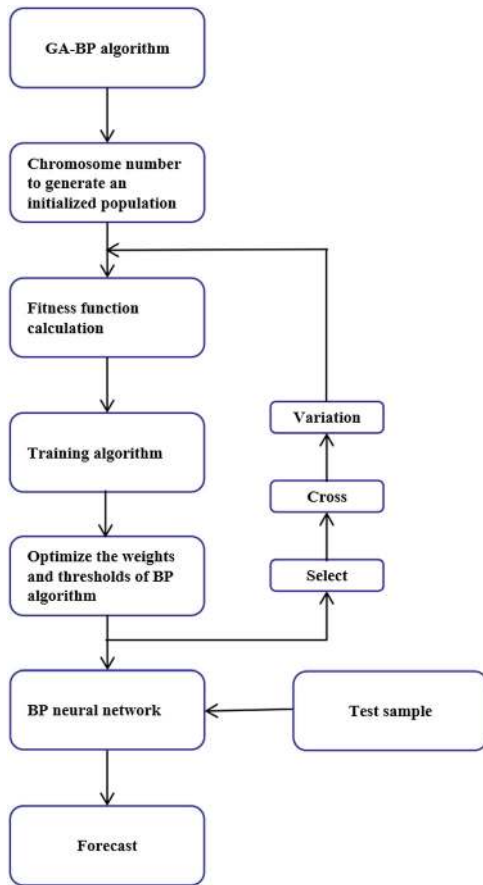 GA-BP algorithm
Chromosome number
to generate an
initialized population
Fitness function
calculation
Variation
Training algorithm
Cross
Optimize the weights
and thresholds of BP
algorithm
Select
BP neural network
Test sample
Forecast